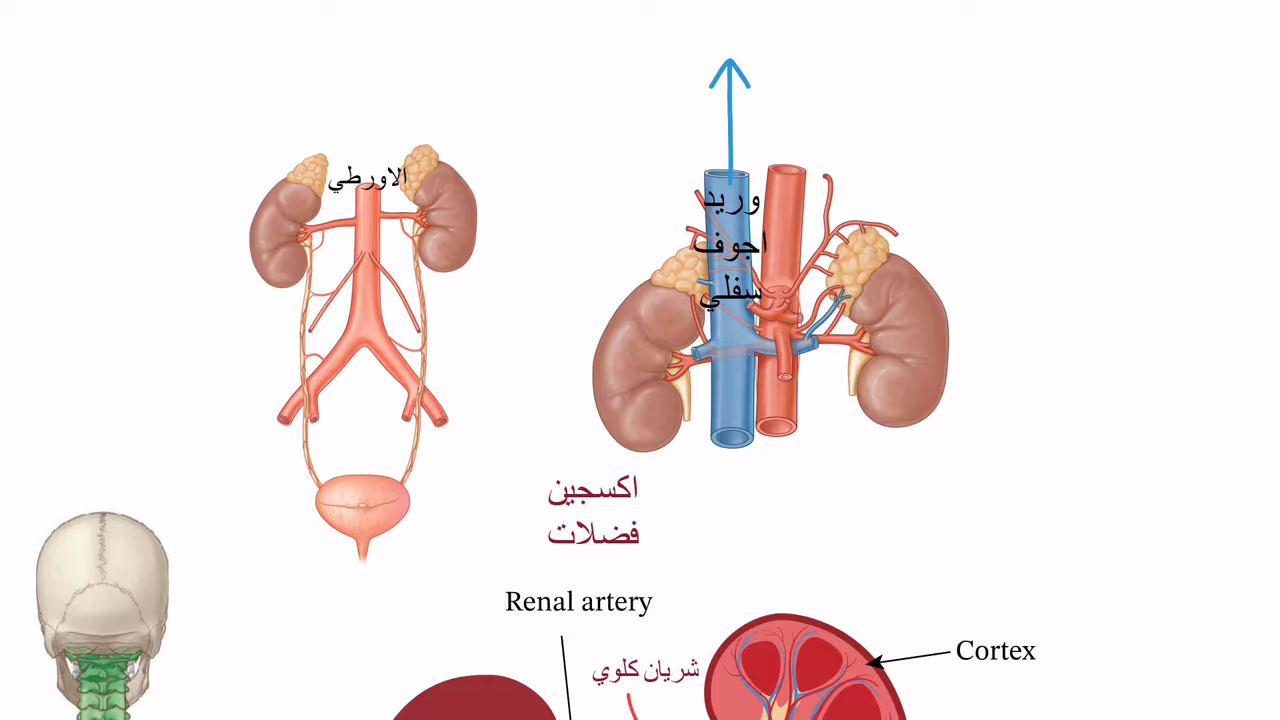 الاورطي
وريد
اجوف
سفلي
اكسجين
فضلات
Renal artery
شريان كلوي
Cortex